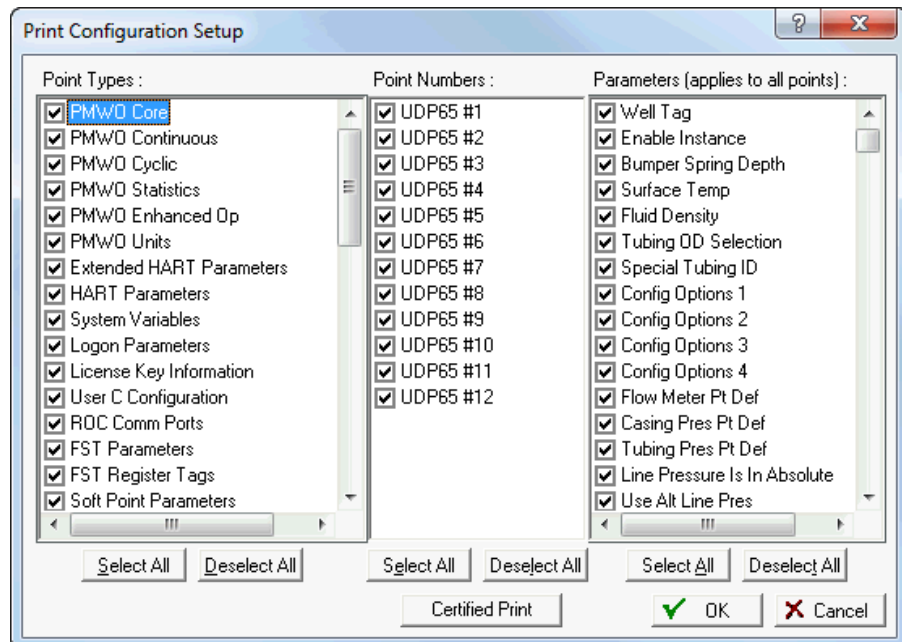 Print Configuration Setup
Point Types :
PMWO Core
PMWO Continuous
PMWO Cyclic
PMWO Statistics
PMWO Enhanced Op
PMWO Units
Extended HART Parameters
HART Parameters
System Variables
Logon Parameters
License Key Information
User C Configuration
ROC Comm Ports
FST Parameters
FST Register Tags
Soft Point Parameters
Select All
Deselect All
Point Numbers :
UDP65 #1
UDP65 #2
UDP65 #3
UDP65 #4
UDP65 #5
UDP65 #6
UDP65 #7
UDP65 #8
UDP65 #9
UDP65 #10
UDP65 #11
UDP65 #12
Select All
Deselect All
Parameters (applies to all points) :
Well Tag
Enable Instance
Bumper Spring Depth
Surface Temp
Fluid Density
Tubing OD Selection
Special Tubing ID
Config Options 1
Config Options 2
Config Options 3
Config Options 4
Flow Meter Pt Def
Casing Pres Pt Def
Tubing Pres Pt Def
Line Pressure Is In Absolute
Use Alt Line Pres
Select All
Deselect All
Certified Print
OK
Cancel